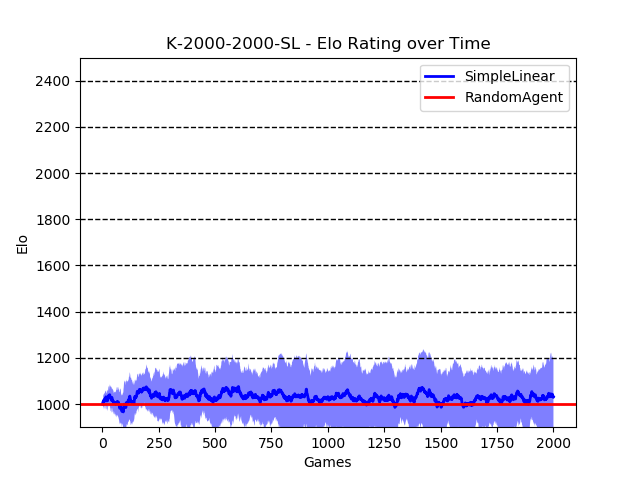 K-2000-2000-SL - Elo Rating over Time
SimpleLinear
RandomAgent
2400
2200
2000
1800
1600
1400
1200
1000
Elo
0 250 500 750 1000 1250 1500 1750 2000
Games